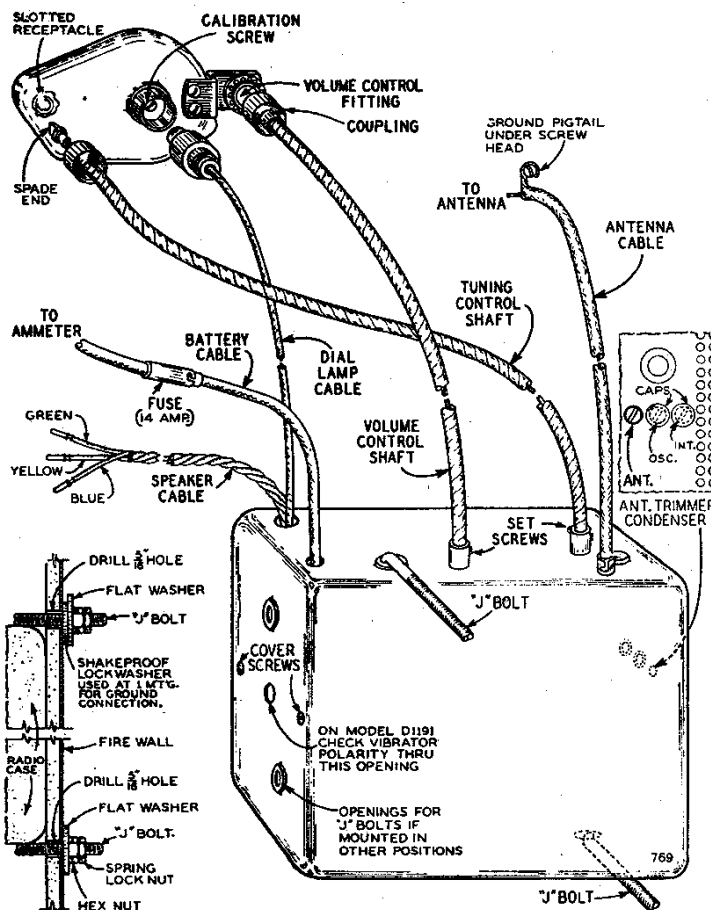 SLOTTED
RECEPTACLE
CALIBRATION
SCREW
VOLUME CONTROL
FITTING
COUPLING
SPADE
END
GROUND PIGTAIL
UNDER SCREW
HEAD
TO
ANTENNA
ANTENNA
CABLE
TUNING
CONTROL
SHAFT
TO
AMMETER
BATTERY
CABLE
DIAL
LAMP
CABLE
FUSE
(14 AMP)
GREEN
YELLOW
BLUE
SPEAKER
CABLE
VOLUME
CONTROL
SHAFT
CAPS
OSC.
INT.
ANT.
ANT. TRIMMER
CONDENSER
SET
SCREWS
DRILL 5/16" HOLE
FLAT WASHER
"J" BOLT
SHAKEPROOF
LOCKWASHER
USED AT 1 MT'G.
FOR GROUND
CONNECTION.
FIRE WALL
RADIO
CASE
DRILL 5/16" HOLE
FLAT WASHER
"J" BOLT.
SPRING
LOCK NUT
HEX NUT
"J" BOLT
COVER
SCREWS
ON MODEL D1191
CHECK VIBRATOR
POLARITY THRU
THIS OPENING
OPENINGS FOR
"J" BOLTS IF
MOUNTED IN
OTHER POSITIONS
769
"J" BOLT